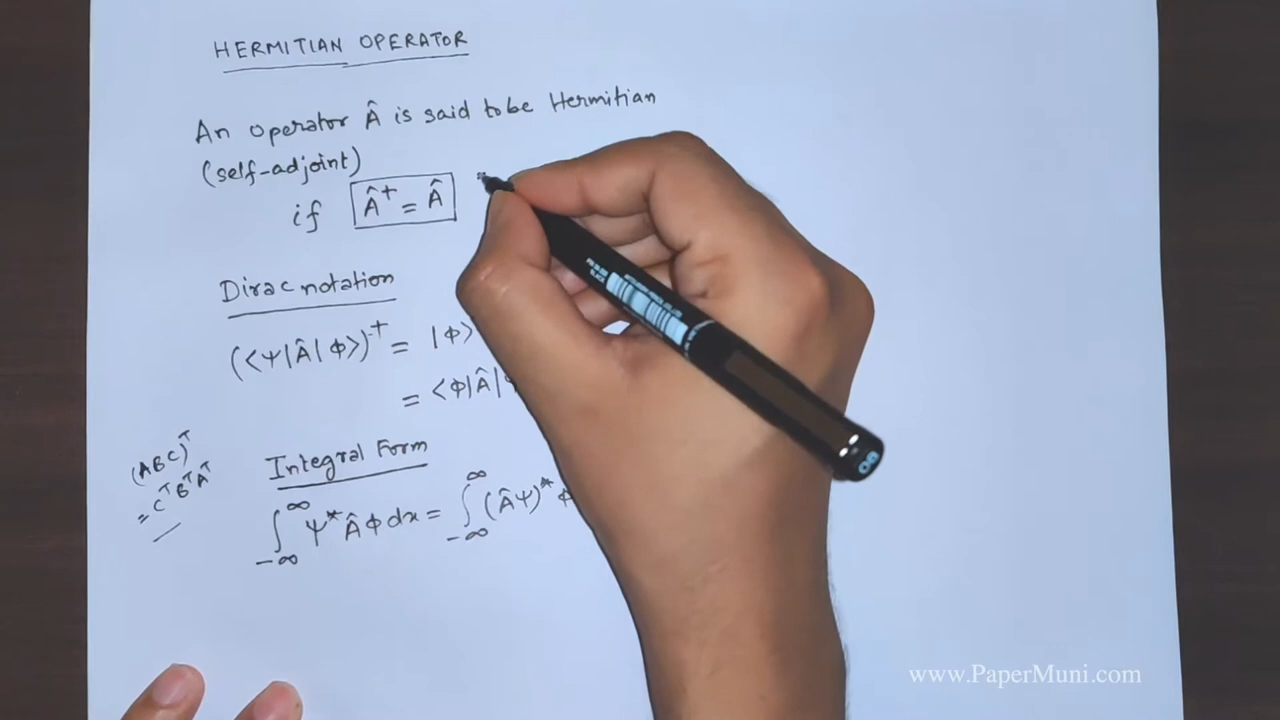 HERMITIAN OPERATOR
An operator Â is said to be Hermitian
(self-adjoint)
if Â† = Â
Dirac notation
(<Ψ|Â|Φ>)† = |Φ>
= <Φ|Â|
(ABC)ᵀ
= CᵀBᵀAᵀ
Integral Form
∫_{-∞}^{∞} Ψ* Â Φ dx = ∫_{-∞}^{∞} (ÂΨ)* Φ
06
www.PaperMuni.com